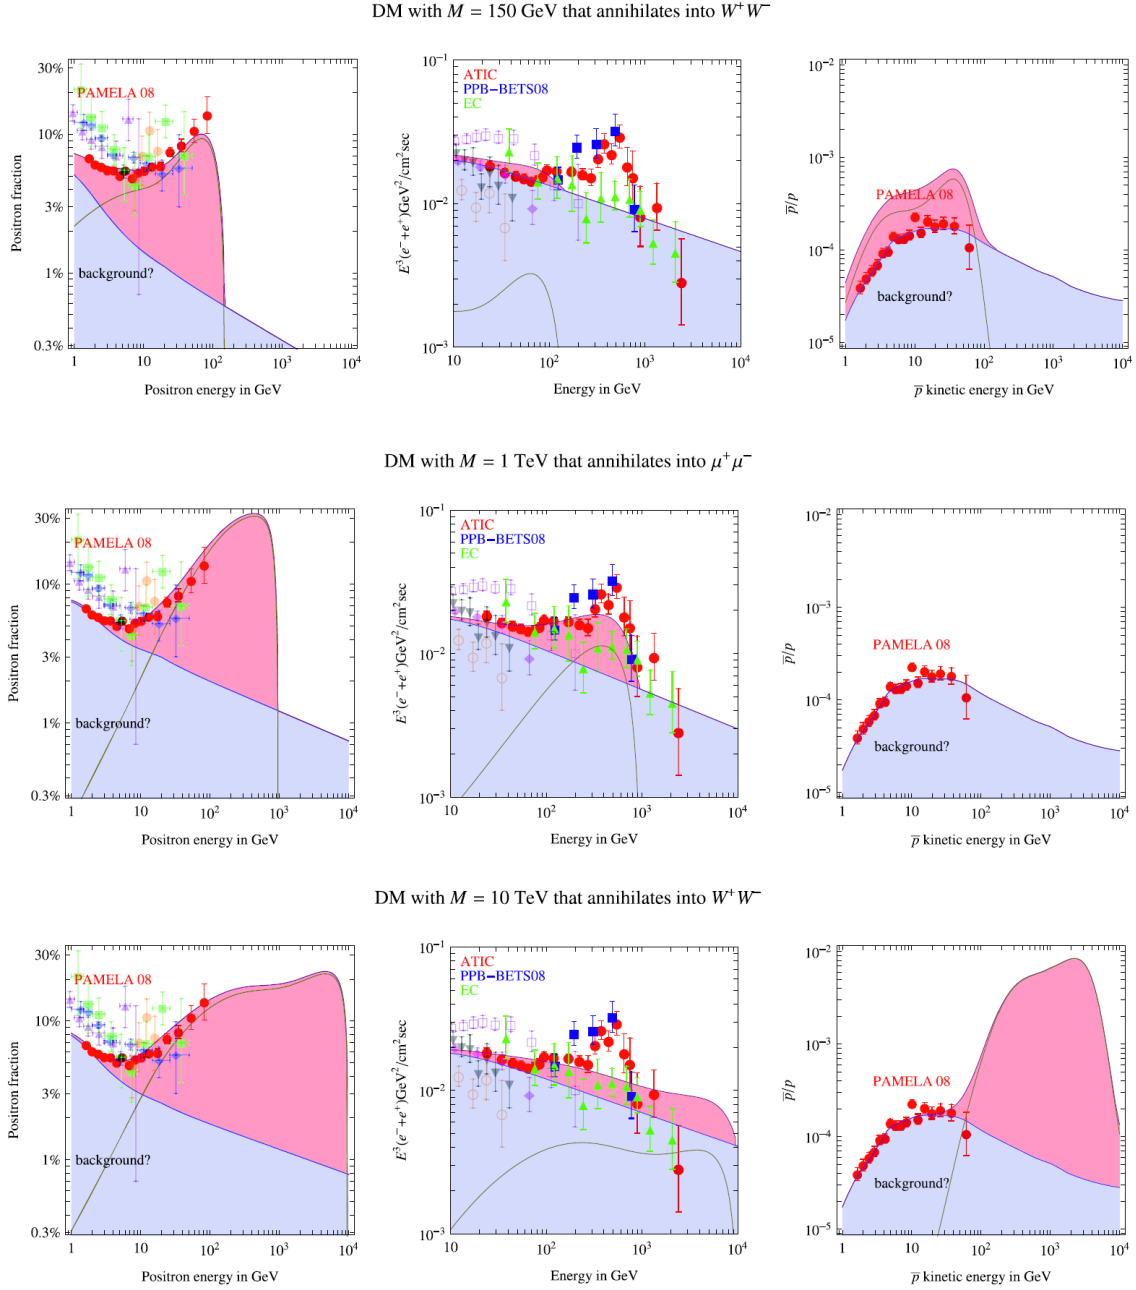 DM with M = 150 GeV that annihilates into W⁺W⁻
30%
10%
3%
1%
0.3%
Positron fraction
PAMELA 08
background?
1
10
10²
10³
10⁴
Positron energy in GeV
10⁻¹
10⁻²
10⁻³
E³(e⁻+e⁺)GeV²/cm²sec
ATIC
PPB−BETS08
EC
10
10²
10³
10⁴
Energy in GeV
10⁻²
10⁻³
10⁻⁴
10⁻⁵
p̅/p
PAMELA 08
background?
1
10
10²
10³
10⁴
p̅ kinetic energy in GeV
DM with M = 1 TeV that annihilates into μ⁺μ⁻
30%
10%
3%
1%
0.3%
Positron fraction
PAMELA 08
background?
1
10
10²
10³
10⁴
Positron energy in GeV
10⁻¹
10⁻²
10⁻³
E³(e⁻+e⁺)GeV²/cm²sec
ATIC
PPB−BETS08
EC
10
10²
10³
10⁴
Energy in GeV
10⁻²
10⁻³
10⁻⁴
10⁻⁵
p̅/p
PAMELA 08
background?
1
10
10²
10³
10⁴
p̅ kinetic energy in GeV
DM with M = 10 TeV that annihilates into W⁺W⁻
30%
10%
3%
1%
0.3%
Positron fraction
PAMELA 08
background?
1
10
10²
10³
10⁴
Positron energy in GeV
10⁻¹
10⁻²
10⁻³
E³(e⁻+e⁺)GeV²/cm²sec
ATIC
PPB−BETS08
EC
10
10²
10³
10⁴
Energy in GeV
10⁻²
10⁻³
10⁻⁴
10⁻⁵
p̅/p
PAMELA 08
background?
1
10
10²
10³
10⁴
p̅ kinetic energy in GeV